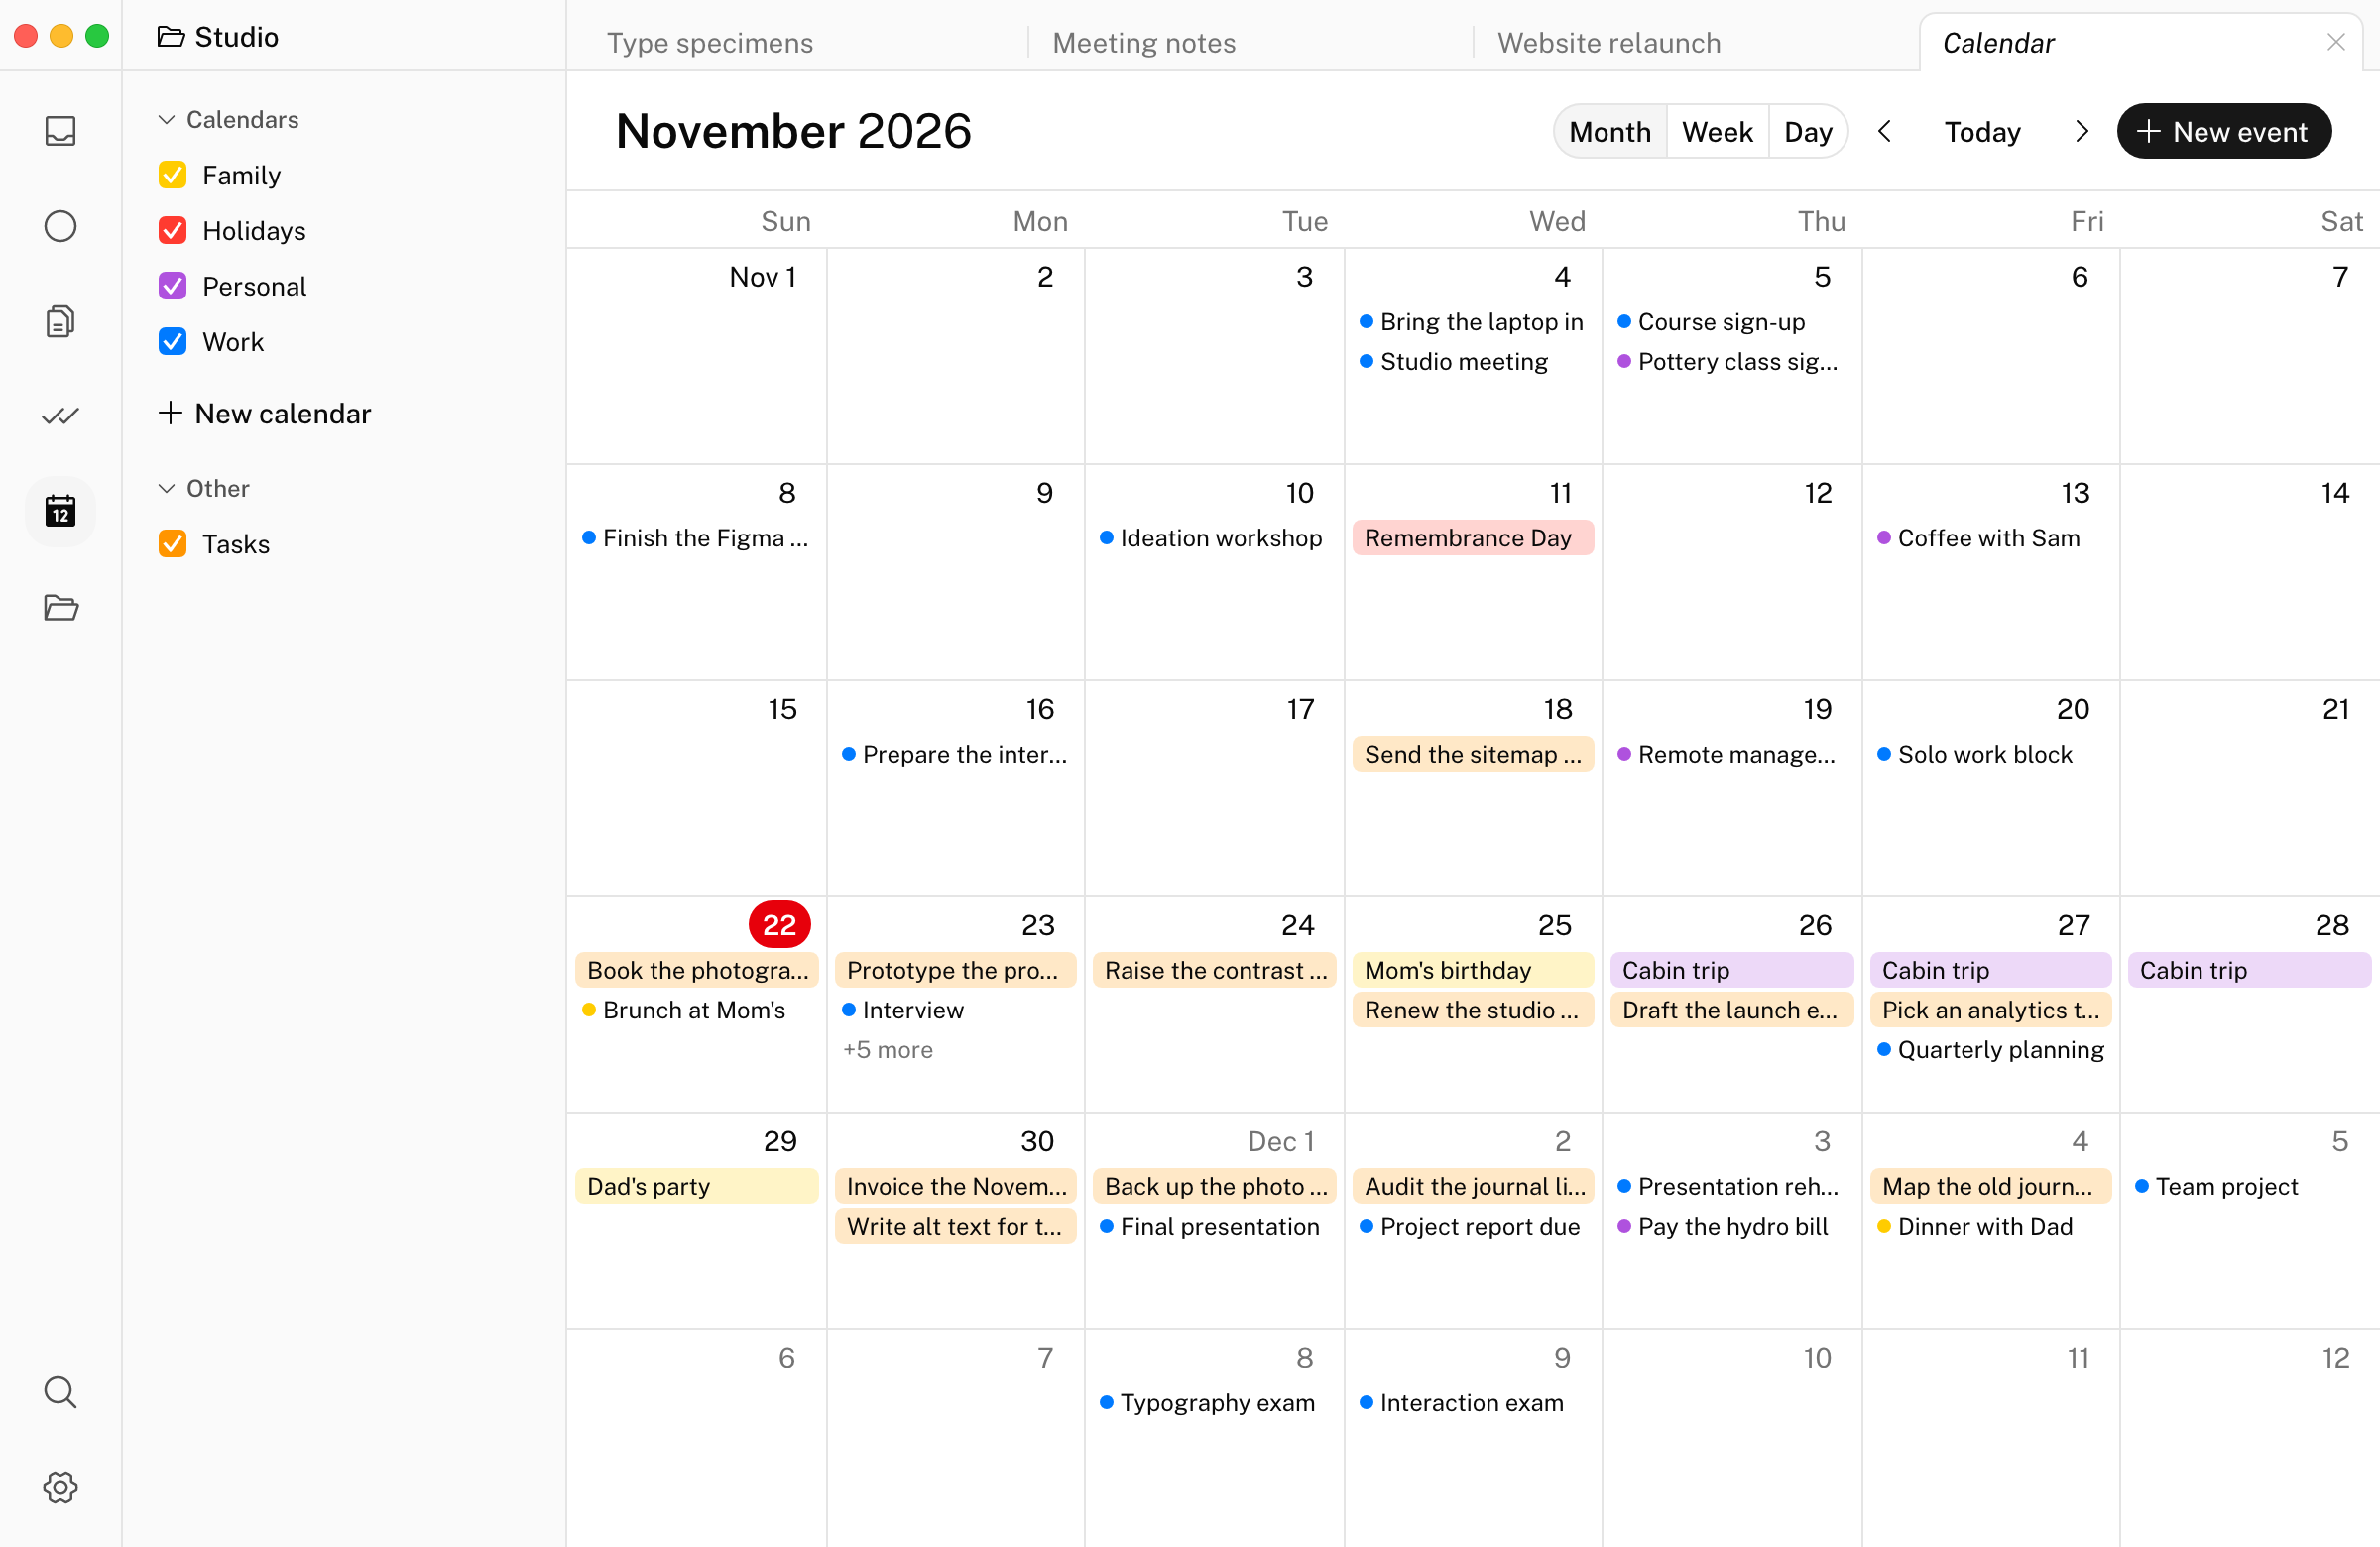 Studio
Type specimens
Meeting notes
Website relaunch
Calendar
Calendars
Family
Holidays
Personal
Work
New calendar
Other
Tasks
12
November 2026
Month
Week
Day
Today
New event
Sun
Mon
Tue
Wed
Thu
Fri
Sat
Nov 1
2
3
4
Bring the laptop in
Studio meeting
5
Course sign-up
Pottery class sig...
6
7
8
Finish the Figma ...
9
10
Ideation workshop
11
Remembrance Day
12
13
Coffee with Sam
14
15
16
Prepare the inter...
17
18
Send the sitemap ...
19
Remote manage...
20
Solo work block
21
22
Book the photogra...
Brunch at Mom's
23
Prototype the pro...
Interview
+5 more
24
Raise the contrast ...
25
Mom's birthday
Renew the studio ...
26
Cabin trip
Draft the launch e...
27
Cabin trip
Pick an analytics t...
Quarterly planning
28
Cabin trip
29
Dad's party
30
Invoice the Novem...
Write alt text for t...
Dec 1
Back up the photo ...
Final presentation
2
Audit the journal li...
Project report due
3
Presentation reh...
Pay the hydro bill
4
Map the old journ...
Dinner with Dad
5
Team project
6
7
8
Typography exam
9
Interaction exam
10
11
12